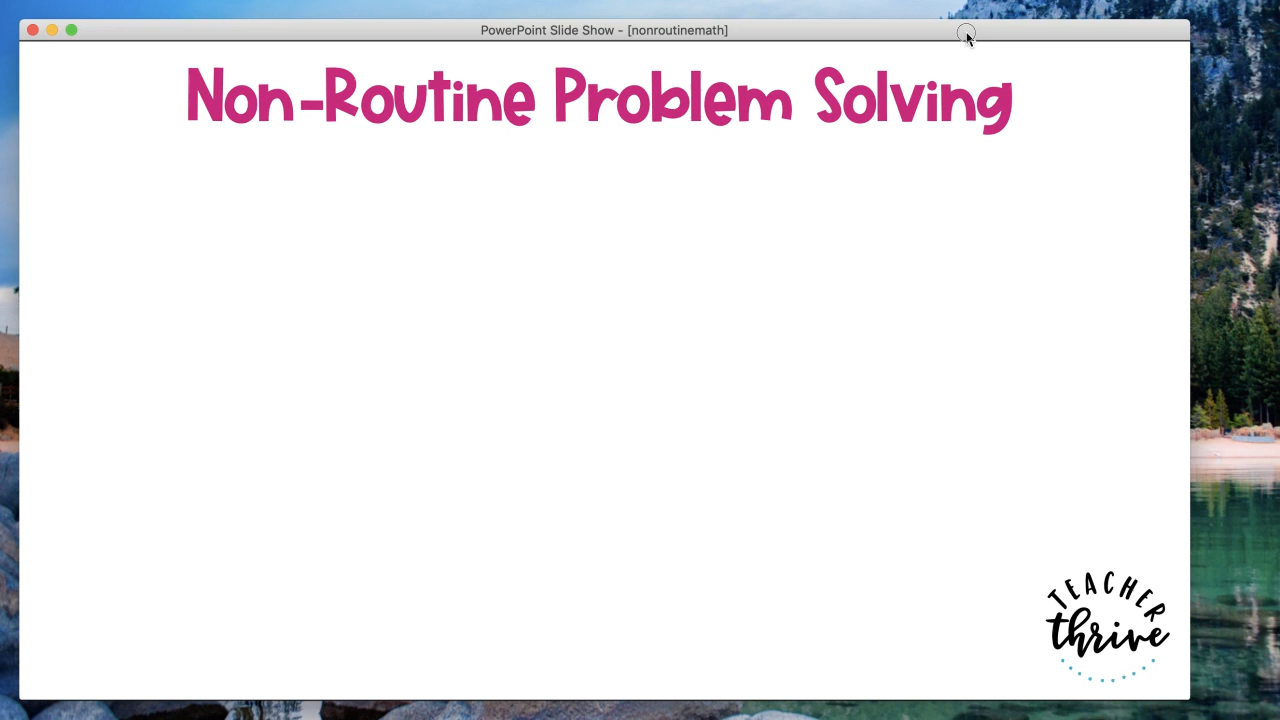 PowerPoint Slide Show - [nonroutinemath]
Non-Routine Problem Solving
TEACHER
thrive